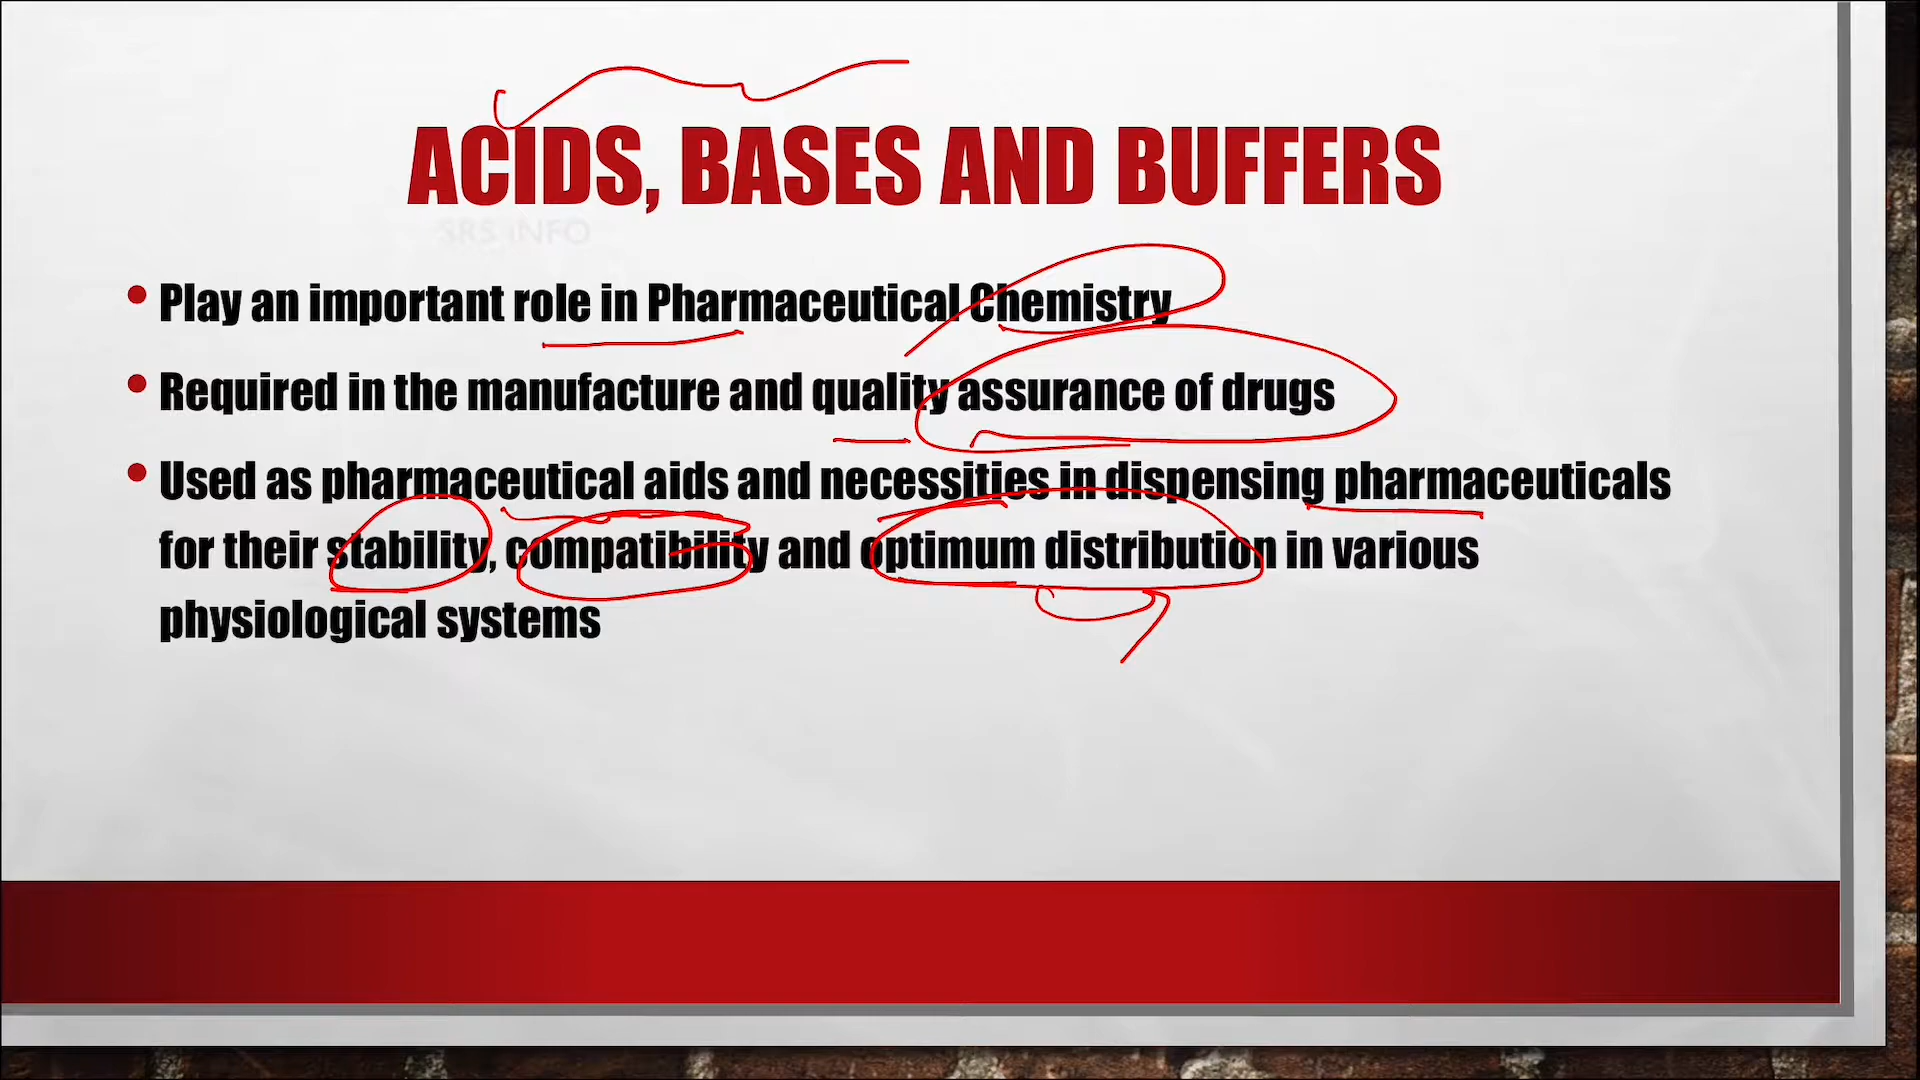 ACIDS, BASES AND BUFFERS
SRS INFO
• Play an important role in Pharmaceutical Chemistry
• Required in the manufacture and quality assurance of drugs
• Used as pharmaceutical aids and necessities in dispensing pharmaceuticals
for their stability, compatibility and optimum distribution in various
physiological systems